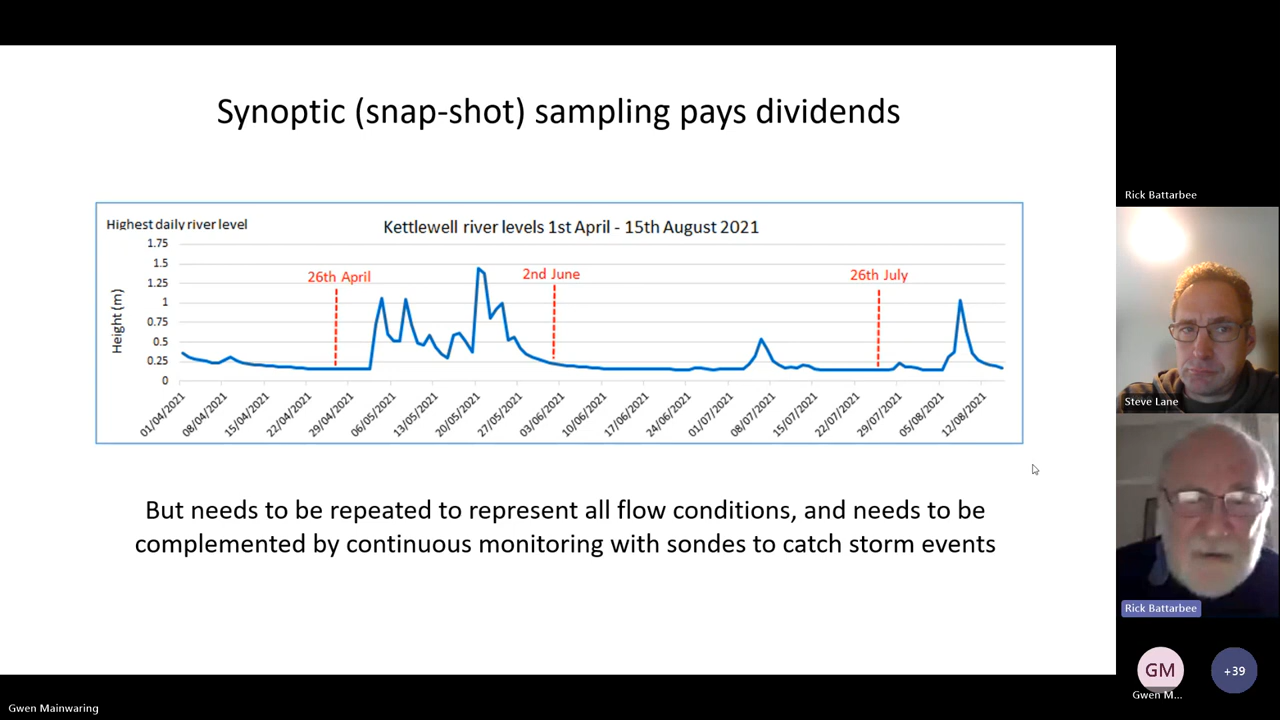 Synoptic (snap-shot) sampling pays dividends
Highest daily river level
Kettlewell river levels 1st April - 15th August 2021
Height (m)
1.75
1.5
1.25
1
0.75
0.5
0.25
0
26th April
2nd June
26th July
01/04/2021
08/04/2021
15/04/2021
22/04/2021
29/04/2021
06/05/2021
13/05/2021
20/05/2021
27/05/2021
03/06/2021
10/06/2021
17/06/2021
24/06/2021
01/07/2021
08/07/2021
15/07/2021
22/07/2021
29/07/2021
05/08/2021
12/08/2021
But needs to be repeated to represent all flow conditions, and needs to be
complemented by continuous monitoring with sondes to catch storm events
Rick Battarbee
Steve Lane
Rick Battarbee
GM
+39
Gwen M...
Gwen Mainwaring